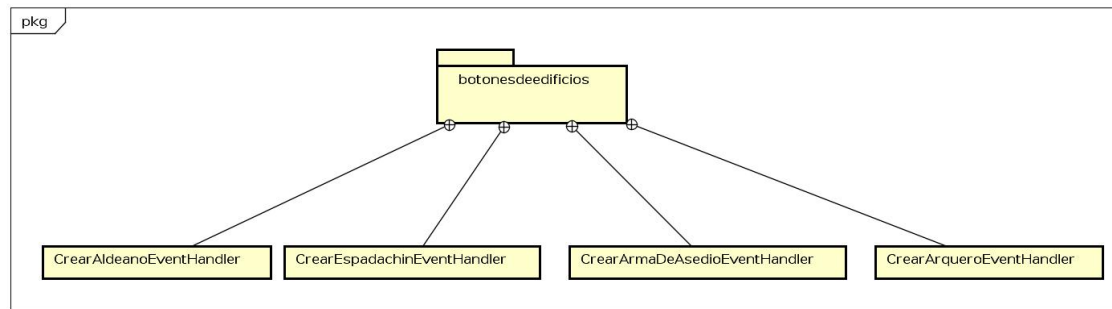 pkg
botonesdeedificios
CrearAldeanoEventHandler
CrearEspadachinEventHandler
CrearArmaDeAsedioEventHandler
CrearArqueroEventHandler